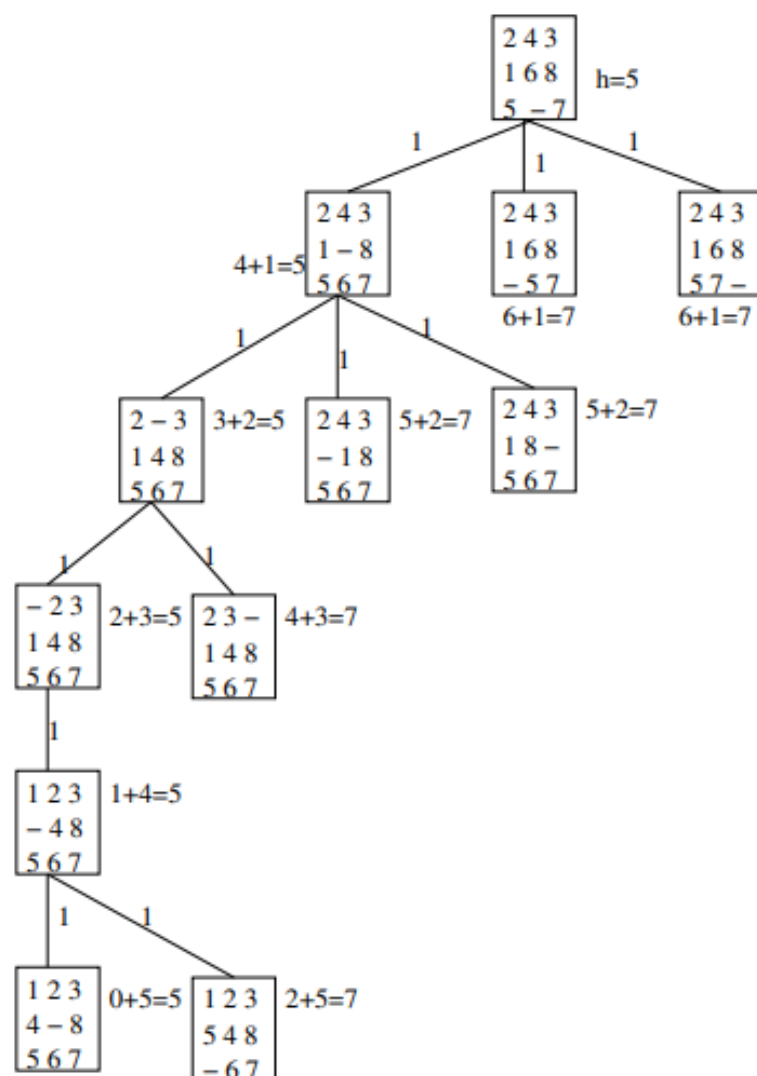 2 4 3
1 6 8
5 – 7
h=5
1
1
1
2 4 3
1 – 8
5 6 7
4+1=5
2 4 3
1 6 8
– 5 7
6+1=7
2 4 3
1 6 8
5 7 –
6+1=7
1
1
1
2 – 3
1 4 8
5 6 7
3+2=5
2 4 3
– 1 8
5 6 7
5+2=7
2 4 3
1 8 –
5 6 7
5+2=7
1
1
– 2 3
1 4 8
5 6 7
2+3=5
2 3 –
1 4 8
5 6 7
4+3=7
1
1 2 3
– 4 8
5 6 7
1+4=5
1
1
1 2 3
4 – 8
5 6 7
0+5=5
1 2 3
5 4 8
– 6 7
2+5=7